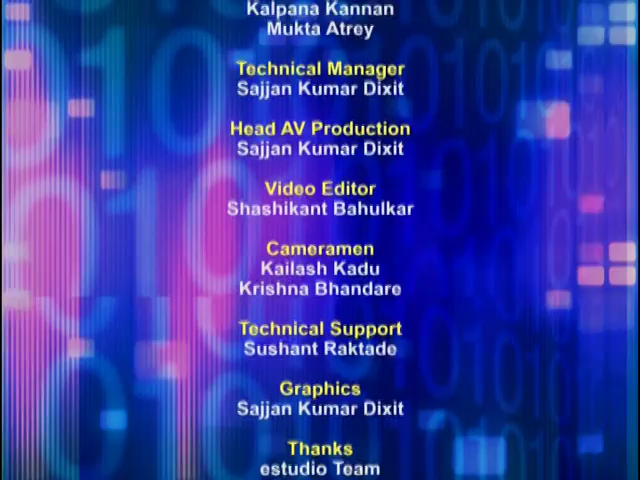 Kalpana Kannan
Mukta Atrey
Technical Manager
Sajjan Kumar Dixit
Head AV Production
Sajjan Kumar Dixit
Video Editor
Shashikant Bahulkar
Cameramen
Kailash Kadu
Krishna Bhandare
Technical Support
Sushant Raktade
Graphics
Sajjan Kumar Dixit
Thanks
estudio Team